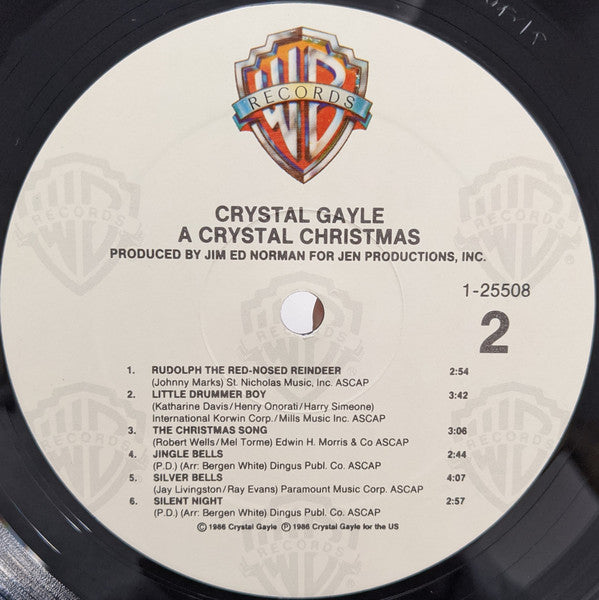 WB
RECORDS
CRYSTAL GAYLE
A CRYSTAL CHRISTMAS
PRODUCED BY JIM ED NORMAN FOR JEN PRODUCTIONS, INC.
1-25508
2
1. RUDOLPH THE RED-NOSED REINDEER 2:54
(Johnny Marks) St. Nicholas Music, Inc. ASCAP
2. LITTLE DRUMMER BOY 3:42
(Katharine Davis/Henry Onorati/Harry Simeone)
International Korwin Corp./Mills Music Inc. ASCAP
3. THE CHRISTMAS SONG 3:06
(Robert Wells/Mel Torme) Edwin H. Morris & Co ASCAP
4. JINGLE BELLS 2:44
(P.D.) (Arr: Bergen White) Dingus Publ. Co. ASCAP
5. SILVER BELLS 4:07
(Jay Livingston/Ray Evans) Paramount Music Corp. ASCAP
6. SILENT NIGHT 2:57
(P.D.) (Arr: Bergen White) Dingus Publ. Co. ASCAP
© 1986 Crystal Gayle ℗ 1986 Crystal Gayle for the US